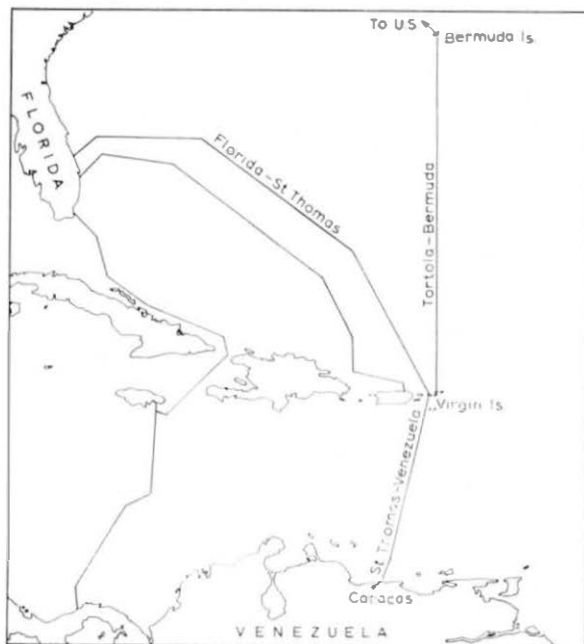 To U.S
Bermuda Is.
FLORIDA
Florida-St Thomas
Tortola-Bermuda
Virgin Is.
St Thomas-Venezuela
Caracas
VENEZUELA